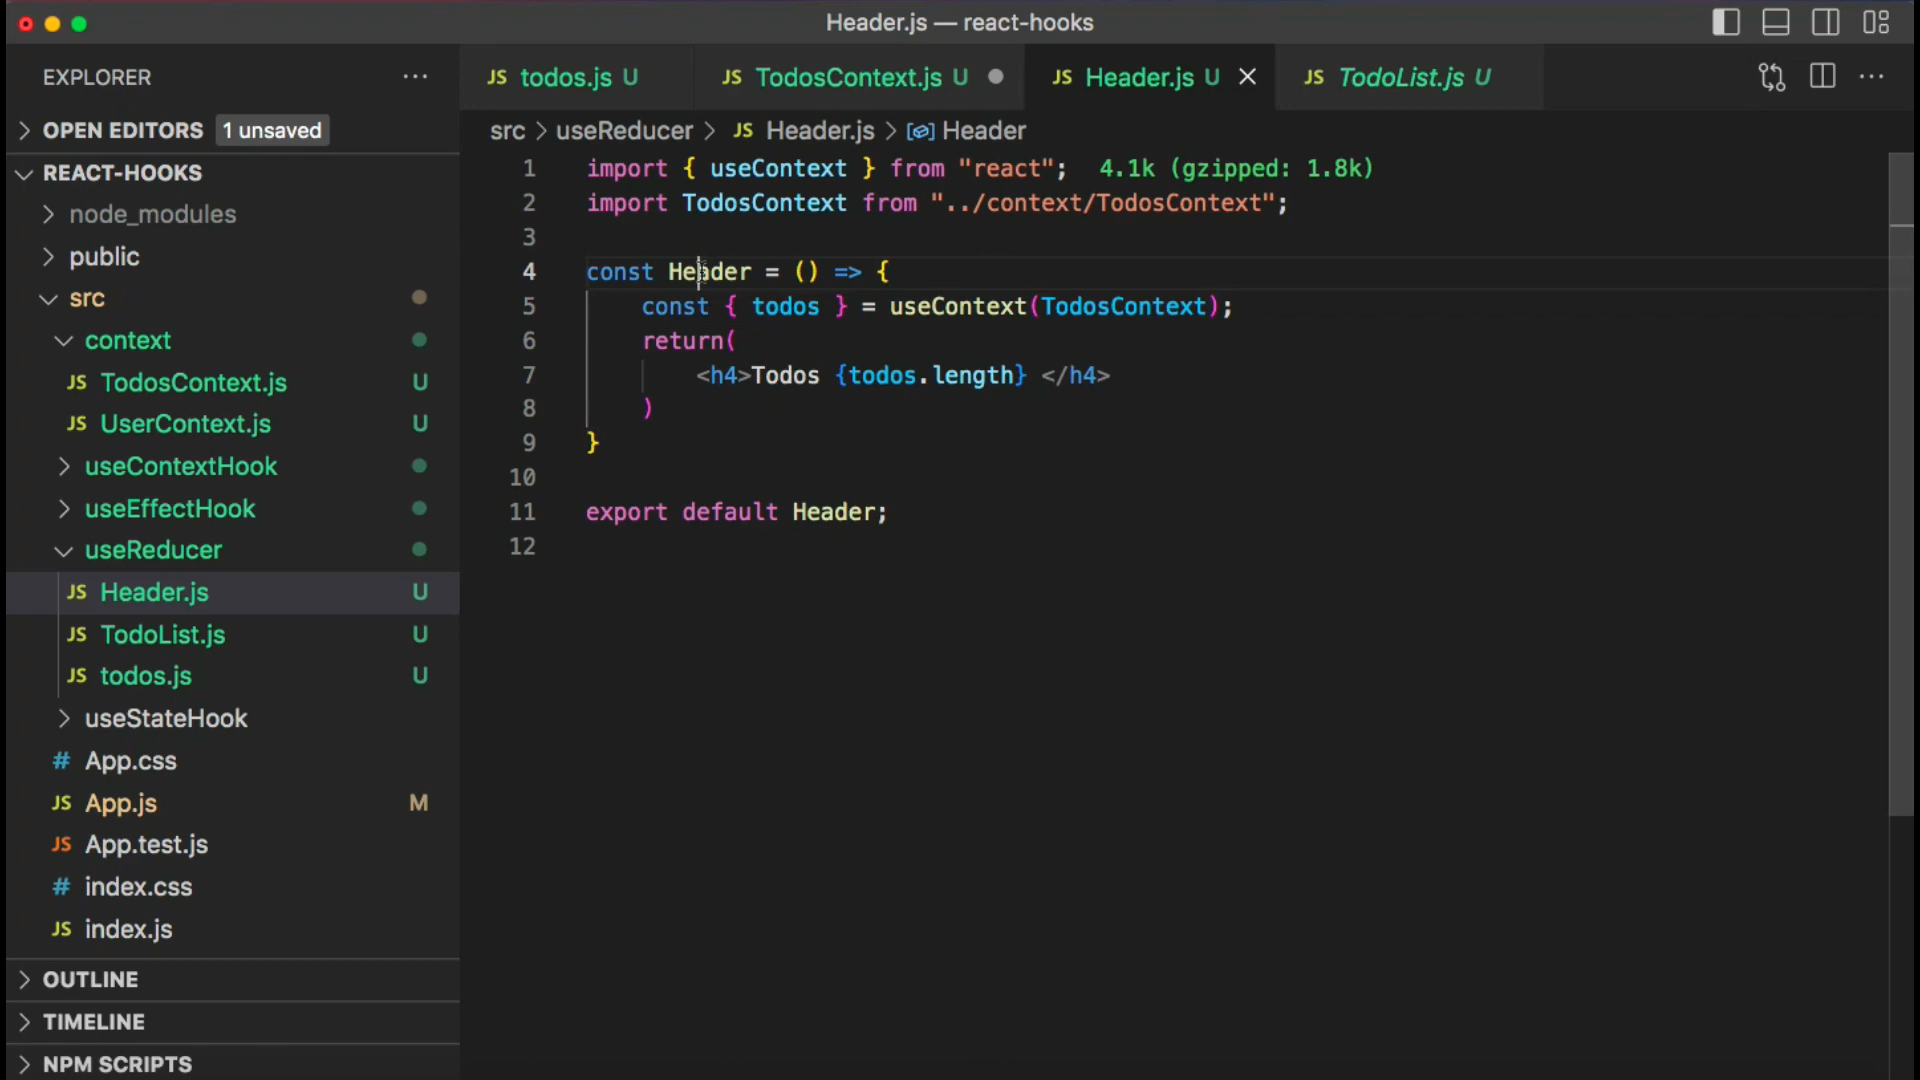 Header.js — react-hooks
EXPLORER
OPEN EDITORS 1 unsaved
REACT-HOOKS
node_modules
public
src
context
JS TodosContext.js U
JS UserContext.js U
useContextHook
useEffectHook
useReducer
JS Header.js U
JS TodoList.js U
JS todos.js U
useStateHook
# App.css
JS App.js M
JS App.test.js
# index.css
JS index.js
OUTLINE
TIMELINE
NPM SCRIPTS
JS todos.js U JS TodosContext.js U JS Header.js U JS TodoList.js U
src > useReducer > JS Header.js > Header
1 import { useContext } from "react"; 4.1k (gzipped: 1.8k)
2 import TodosContext from "../context/TodosContext";
3
4 const Header = () => {
5 const { todos } = useContext(TodosContext);
6 return(
7 <h4>Todos {todos.length} </h4>
8 )
9 }
10
11 export default Header;
12